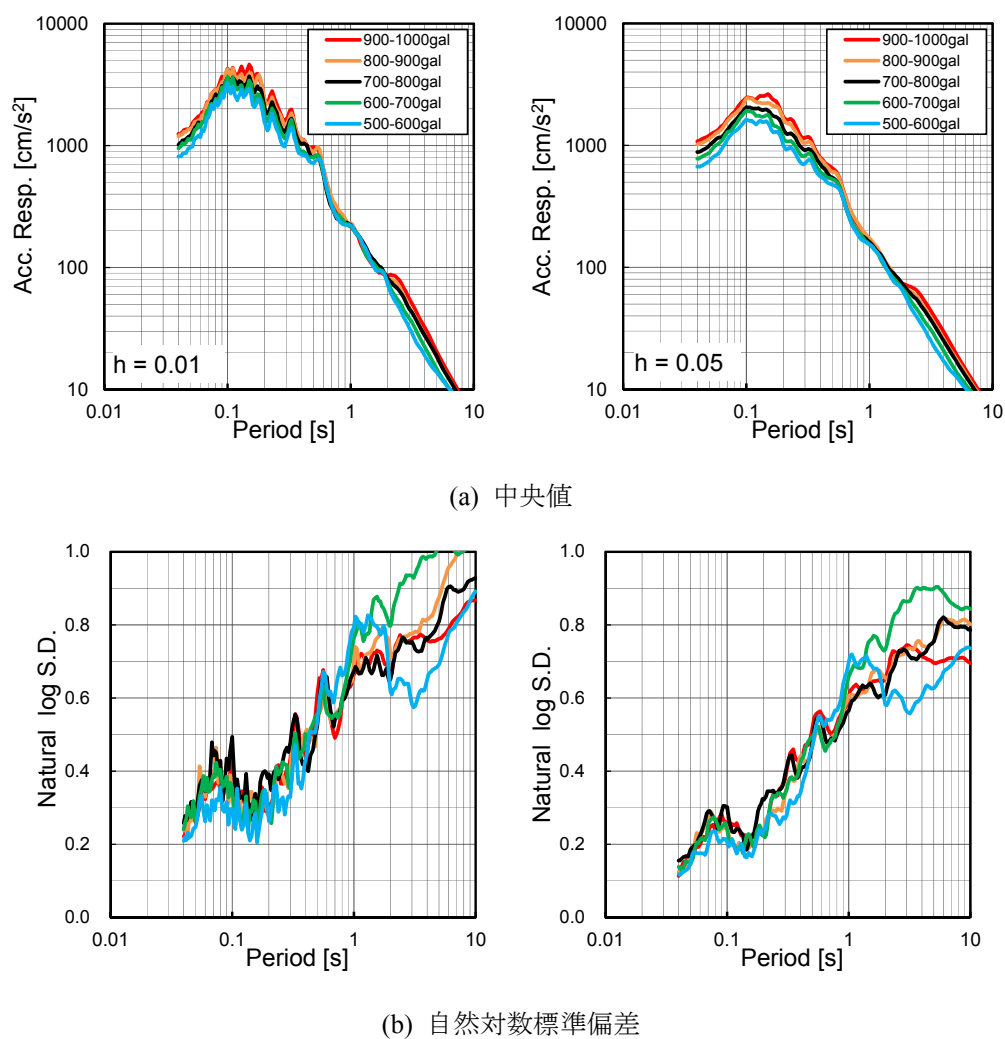 10000
1000
100
10
Acc. Resp. [cm/s²]
900-1000gal
800-900gal
700-800gal
600-700gal
500-600gal
h = 0.01
0.01 0.1 1 10
Period [s]
10000
1000
100
10
Acc. Resp. [cm/s²]
900-1000gal
800-900gal
700-800gal
600-700gal
500-600gal
h = 0.05
0.01 0.1 1 10
Period [s]
(a) 中央値
1.0
0.8
0.6
0.4
0.2
0.0
Natural log S.D.
0.01 0.1 1 10
Period [s]
1.0
0.8
0.6
0.4
0.2
0.0
Natural log S.D.
0.01 0.1 1 10
Period [s]
(b) 自然対数標準偏差